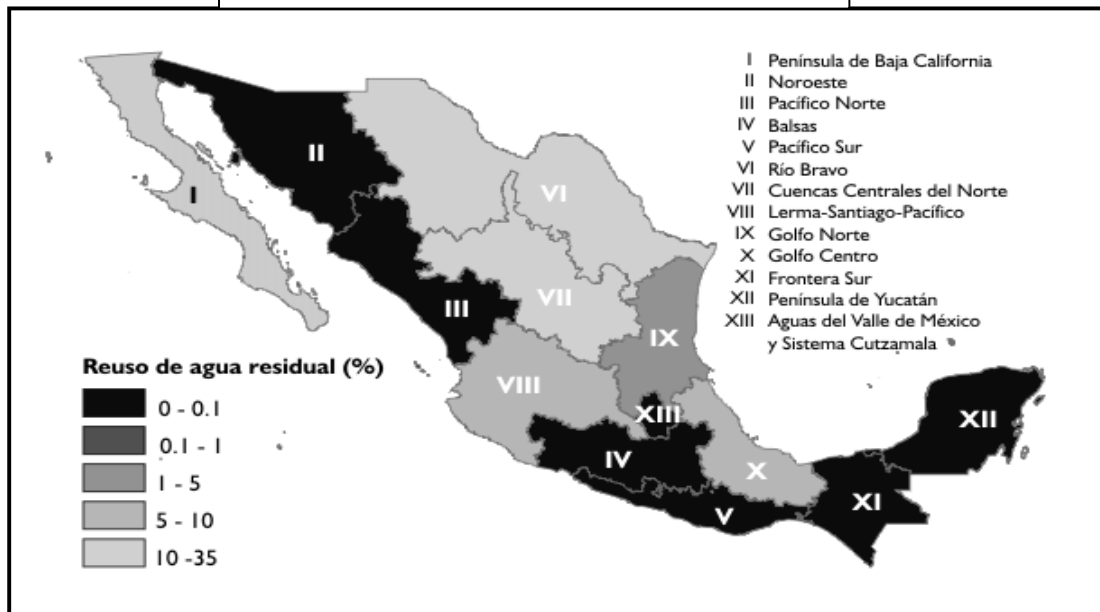 I Península de Baja California
II Noroeste
III Pacífico Norte
IV Balsas
V Pacífico Sur
VI Río Bravo
VII Cuencas Centrales del Norte
VIII Lerma-Santiago-Pacífico
IX Golfo Norte
X Golfo Centro
XI Frontera Sur
XII Península de Yucatán
XIII Aguas del Valle de México
y Sistema Cutzamala
II
I
VI
III
VII
IX
VIII
XIII
XII
IV
X
XI
V
Reuso de agua residual (%)
0 - 0.1
0.1 - 1
1 - 5
5 - 10
10 -35